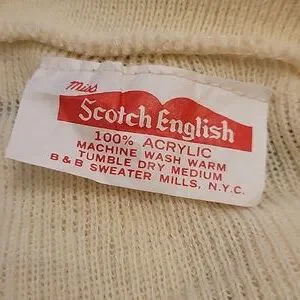 Miss
Scotch English
100% ACRYLIC
MACHINE WASH WARM
TUMBLE DRY MEDIUM
B & B SWEATER MILLS, N.Y.C.